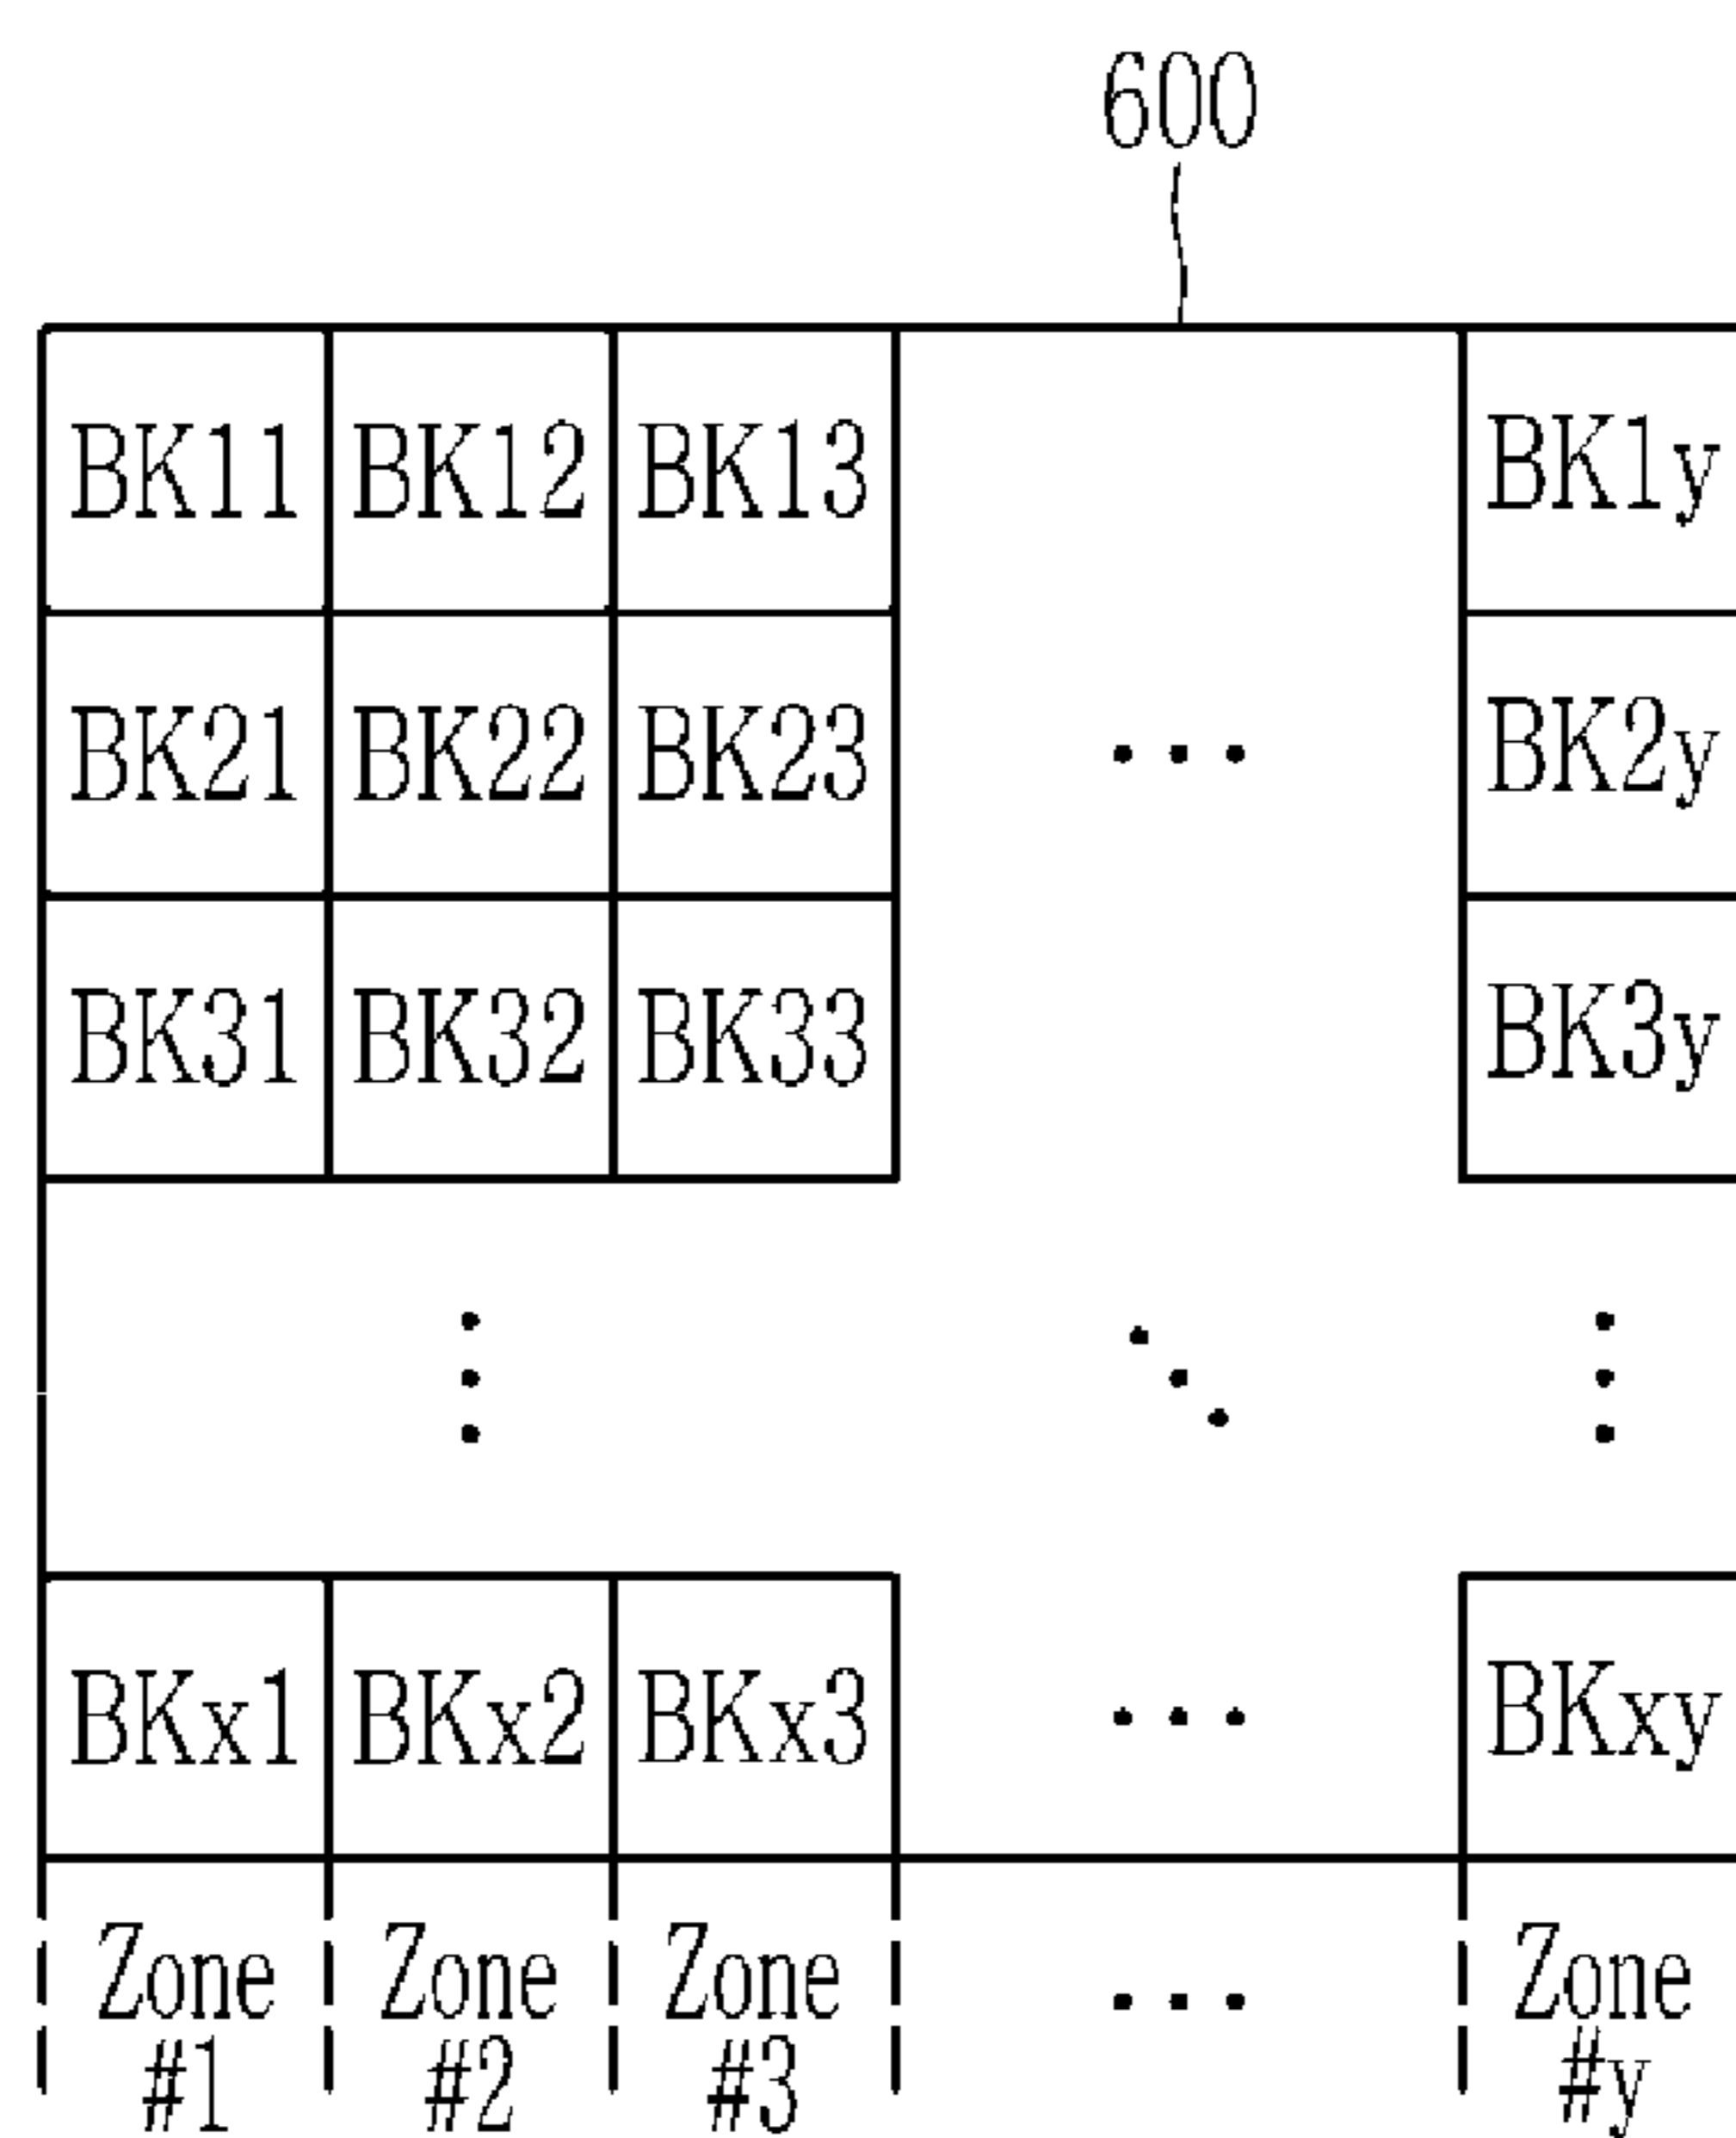 600
BK11 BK12 BK13 BK1y
BK21 BK22 BK23 ... BK2y
BK31 BK32 BK33 BK3y
BKx1 BKx2 BKx3 ... BKxy
Zone #1 Zone #2 Zone #3 ... Zone #y